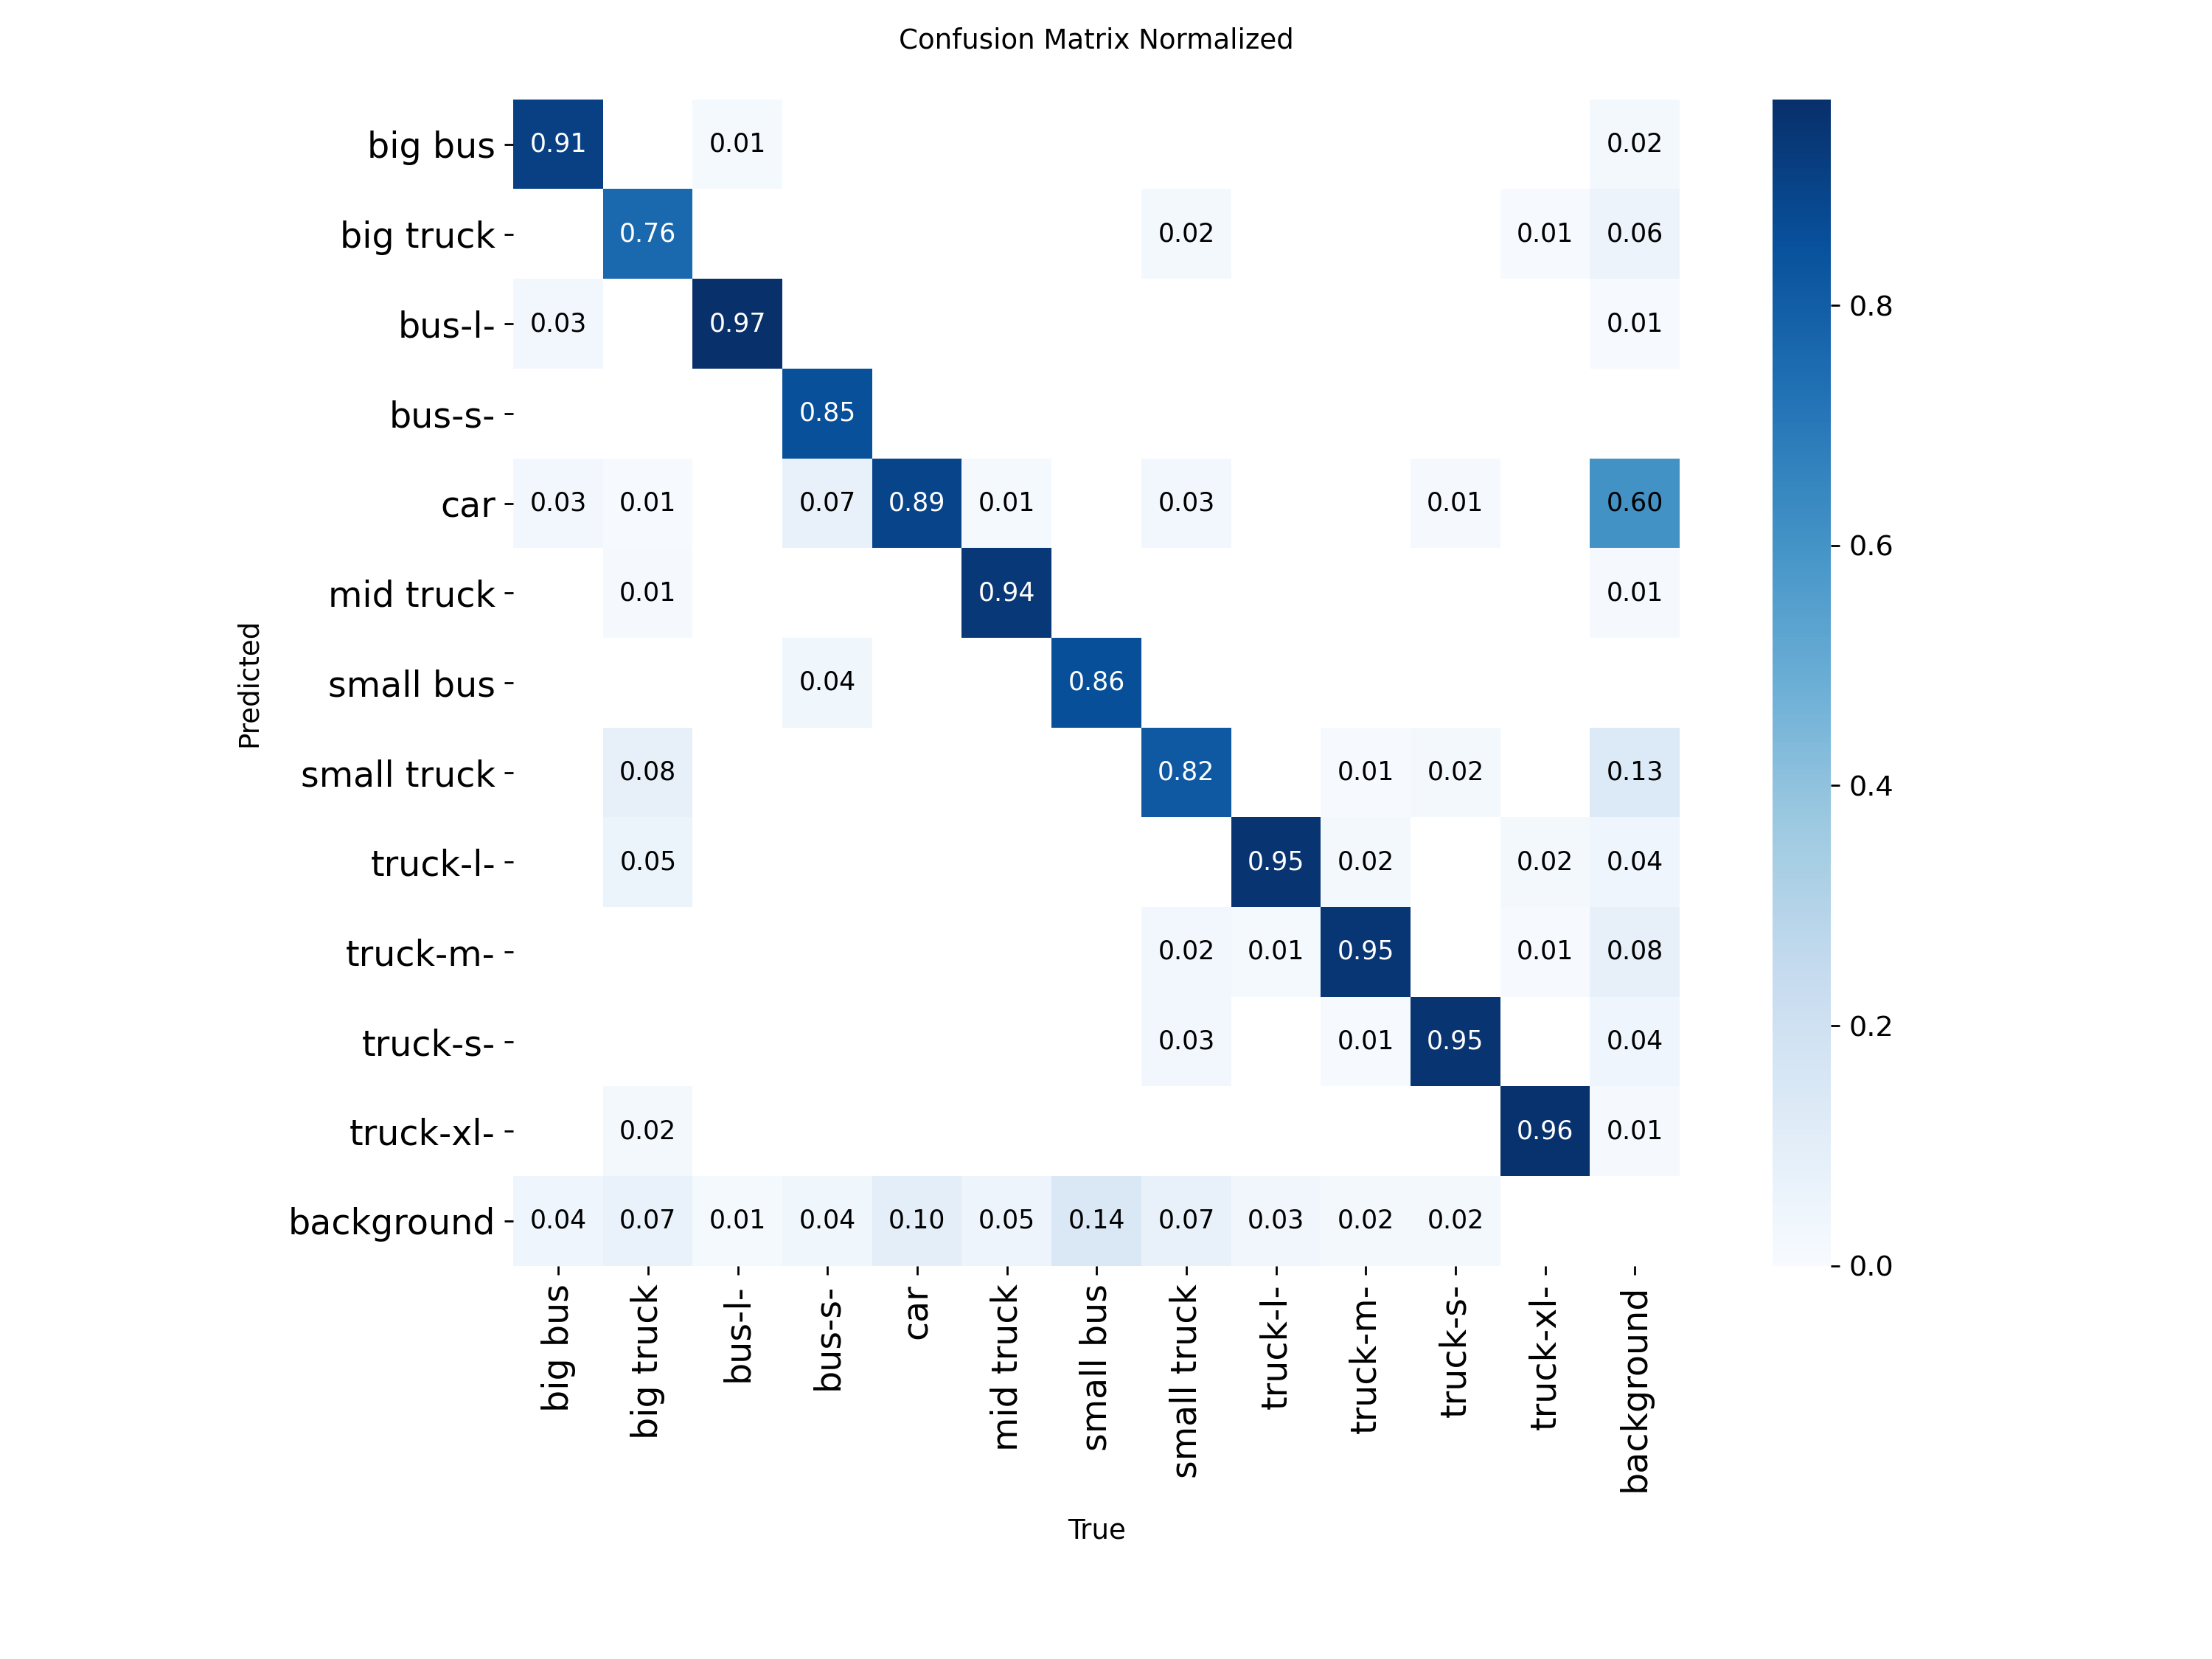 Confusion Matrix Normalized
big bus 0.91 0.01 0.02
big truck 0.76 0.02 0.01 0.06
bus-l- 0.03 0.97 0.01
bus-s- 0.85
car 0.03 0.01 0.07 0.89 0.01 0.03 0.01 0.60
mid truck 0.01 0.94 0.01
small bus 0.04 0.86
small truck 0.08 0.82 0.01 0.02 0.13
truck-l- 0.05 0.95 0.02 0.02 0.04
truck-m- 0.02 0.01 0.95 0.01 0.08
truck-s- 0.03 0.01 0.95 0.04
truck-xl- 0.02 0.96 0.01
background 0.04 0.07 0.01 0.04 0.10 0.05 0.14 0.07 0.03 0.02 0.02
Predicted
big bus
big truck
bus-l-
bus-s-
car
mid truck
small bus
small truck
truck-l-
truck-m-
truck-s-
truck-xl-
background
True
0.8
0.6
0.4
0.2
0.0